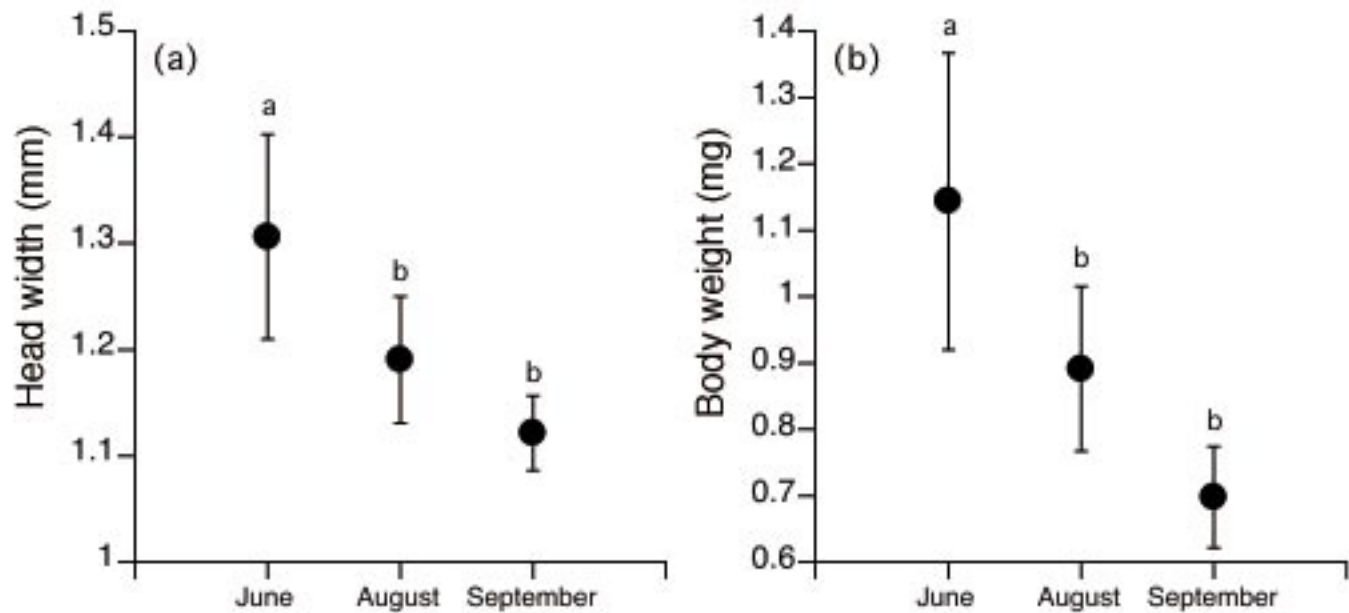 (a)
Head width (mm)
1.5
1.4
1.3
1.2
1.1
1
a
b
b
June August September
(b)
Body weight (mg)
1.4
1.3
1.2
1.1
1
0.9
0.8
0.7
0.6
a
b
b
June August September